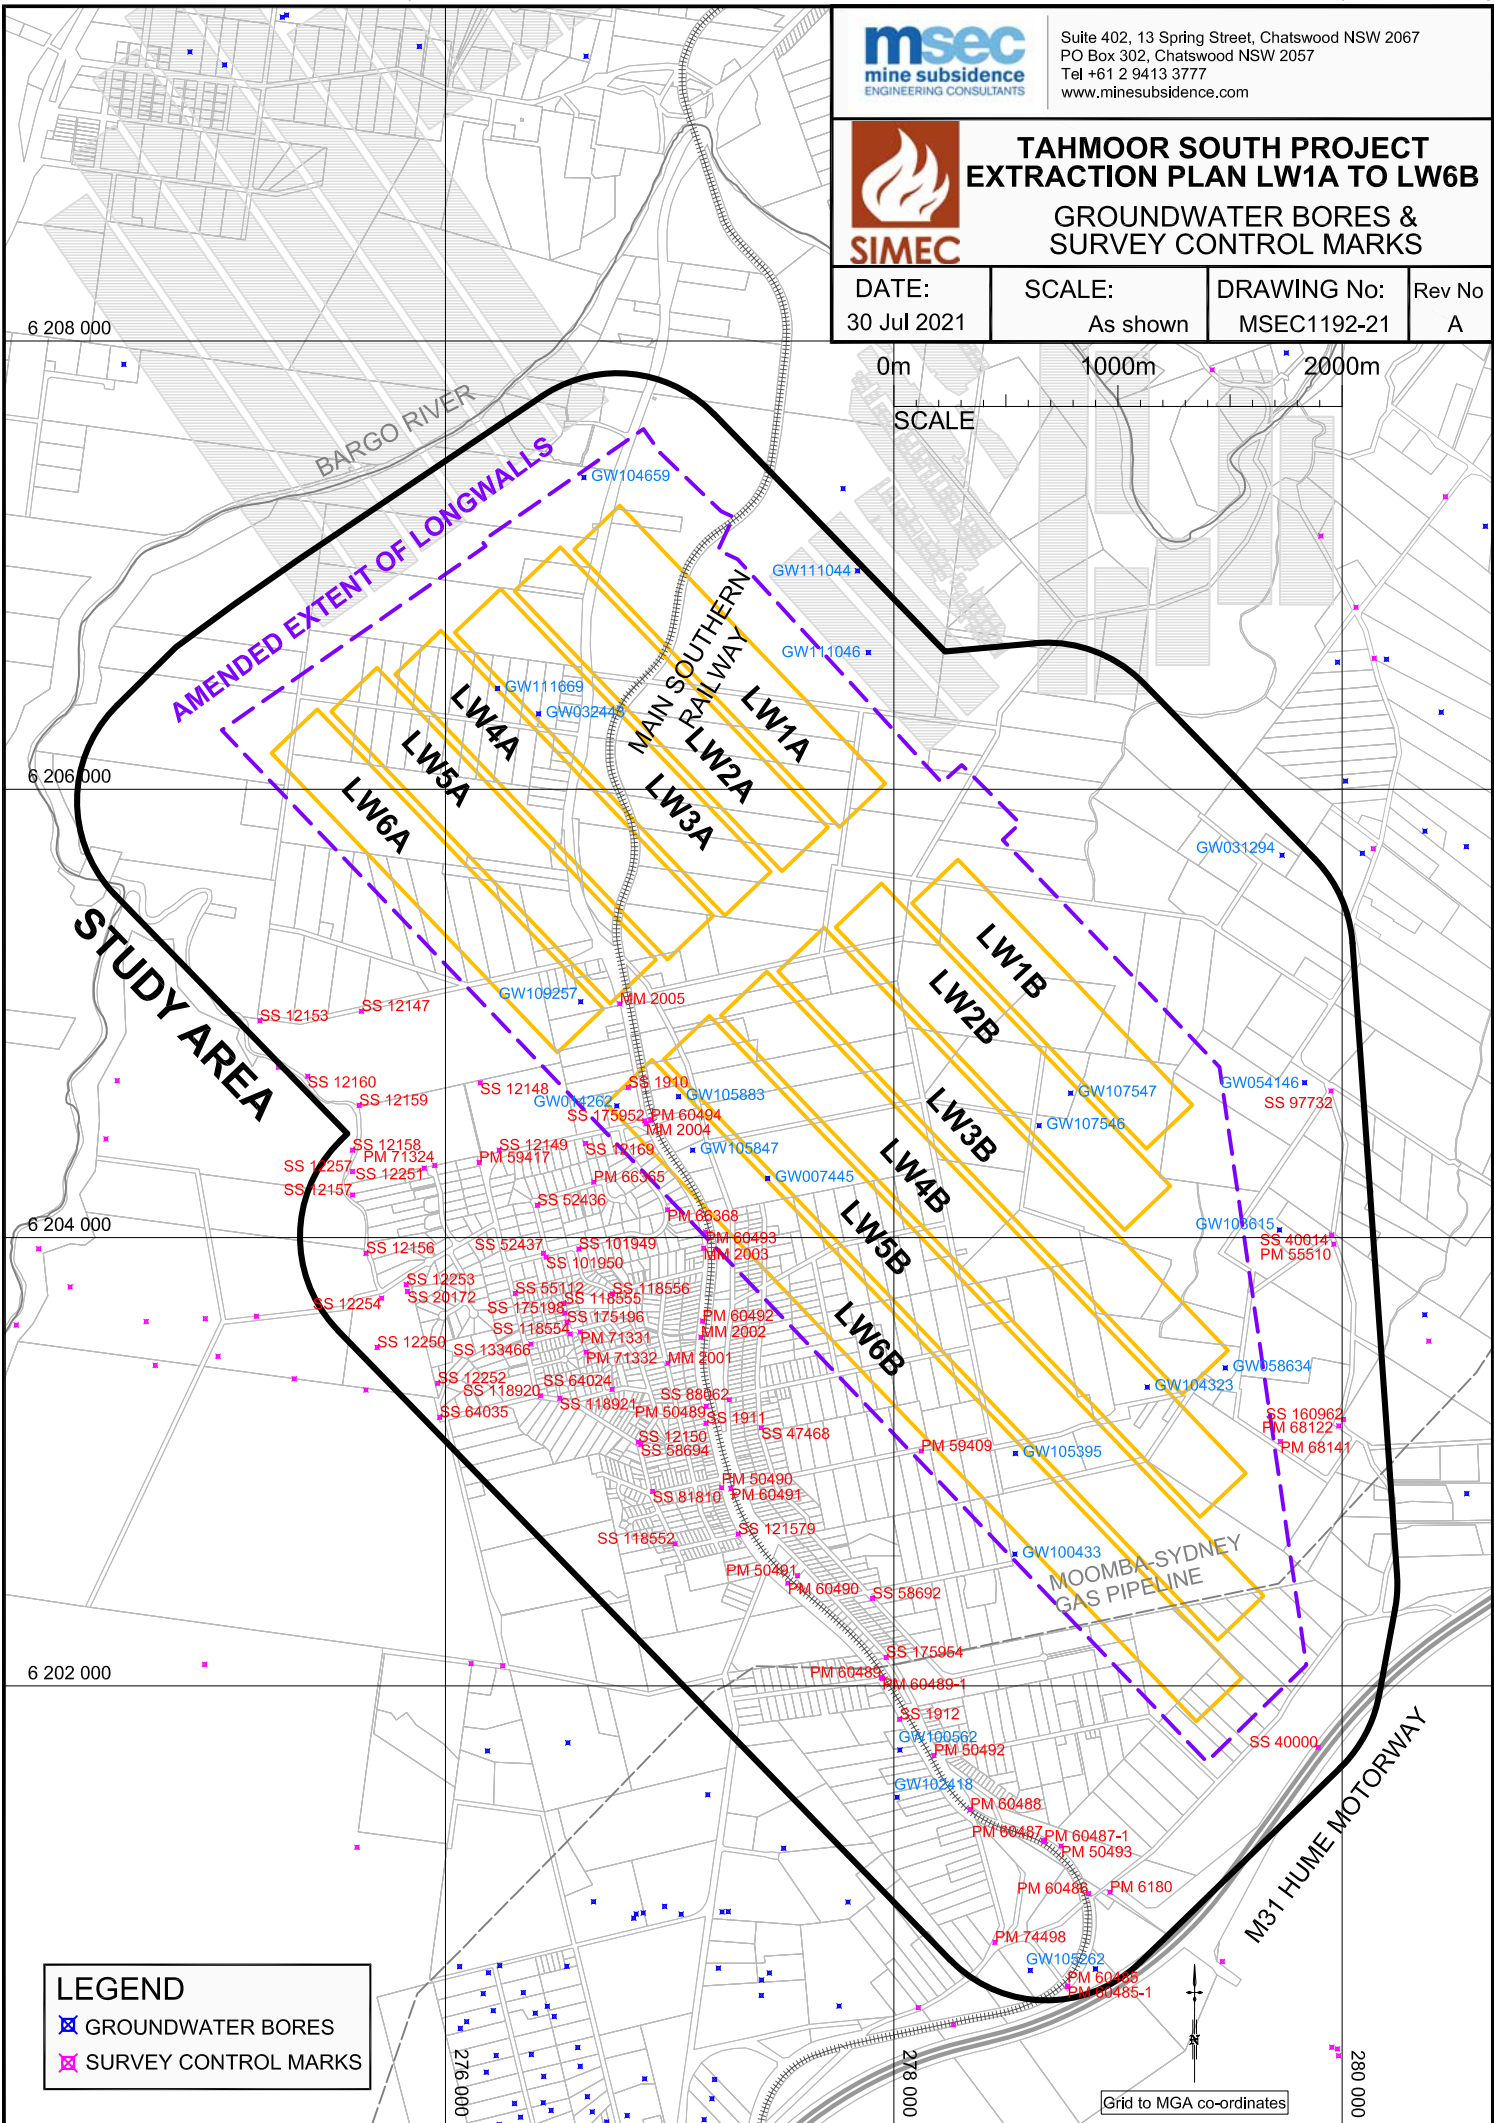 msec
mine subsidence
ENGINEERING CONSULTANTS
Suite 402, 13 Spring Street, Chatswood NSW 2067
PO Box 302, Chatswood NSW 2057
Tel +61 2 9413 3777
www.minesubsidence.com
SIMEC
TAHMOOR SOUTH PROJECT
EXTRACTION PLAN LW1A TO LW6B
GROUNDWATER BORES &
SURVEY CONTROL MARKS
DATE:
30 Jul 2021
SCALE:
As shown
DRAWING No:
MSEC1192-21
Rev No
A
6 208 000
0m
1000m
2000m
SCALE
BARGO RIVER
AMENDED EXTENT OF LONGWALLS
GW104659
GW111044
MAIN SOUTHERN
RAILWAY
GW111046
GW111669
GW032443
LW1A
LW2A
LW3A
LW4A
LW5A
LW6A
6 206 000
GW031294
STUDY AREA
LW1B
LW2B
LW3B
LW4B
LW5B
LW6B
GW109257
MM 2005
SS 12147
SS 12153
SS 12160
SS 12159
SS 12148
SS 1910
GW105883
GW014262
SS 175952
PM 60494
MM 2004
GW107547
GW107546
GW054146
SS 97732
SS 12158
PM 71324
SS 12257
SS 12251
SS 12157
SS 12149
PM 59417
SS 12169
GW105847
GW007445
PM 66365
SS 52436
PM 66368
6 204 000
GW103615
SS 40014
PM 55510
PM 60493
MM 2003
SS 12156
SS 52437
SS 101949
SS 101950
SS 12253
SS 20172
SS 12254
SS 55112
SS 118556
SS 118555
SS 175198
SS 175196
SS 118554
PM 71331
PM 60492
MM 2002
SS 12250
SS 133466
PM 71332
MM 2001
GW058634
GW104323
SS 12252
SS 118920
SS 64024
SS 118921
SS 88062
PM 50489
SS 1911
SS 64035
SS 47468
SS 12150
SS 58694
SS 160962
PM 68122
PM 68141
PM 59409
GW105395
PM 50490
PM 60491
SS 81810
SS 121579
SS 118552
GW100433
MOOMBA-SYDNEY
GAS PIPELINE
PM 50491
PM 60490
SS 58692
SS 175954
PM 60489
PM 60489-1
6 202 000
SS 1912
GW100562
PM 50492
SS 40000
GW102418
PM 60488
PM 60487
PM 60487-1
PM 50493
PM 60486
PM 6180
M31 HUME MOTORWAY
PM 74498
GW105262
PM 60485
PM 60485-1
LEGEND
GROUNDWATER BORES
SURVEY CONTROL MARKS
276 000
278 000
280 000
N
Grid to MGA co-ordinates